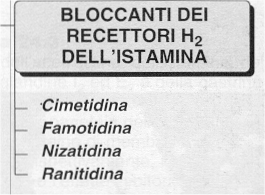 BLOCCANTI DEI
RECETTORI H₂
DELL'ISTAMINA
Cimetidina
Famotidina
Nizatidina
Ranitidina